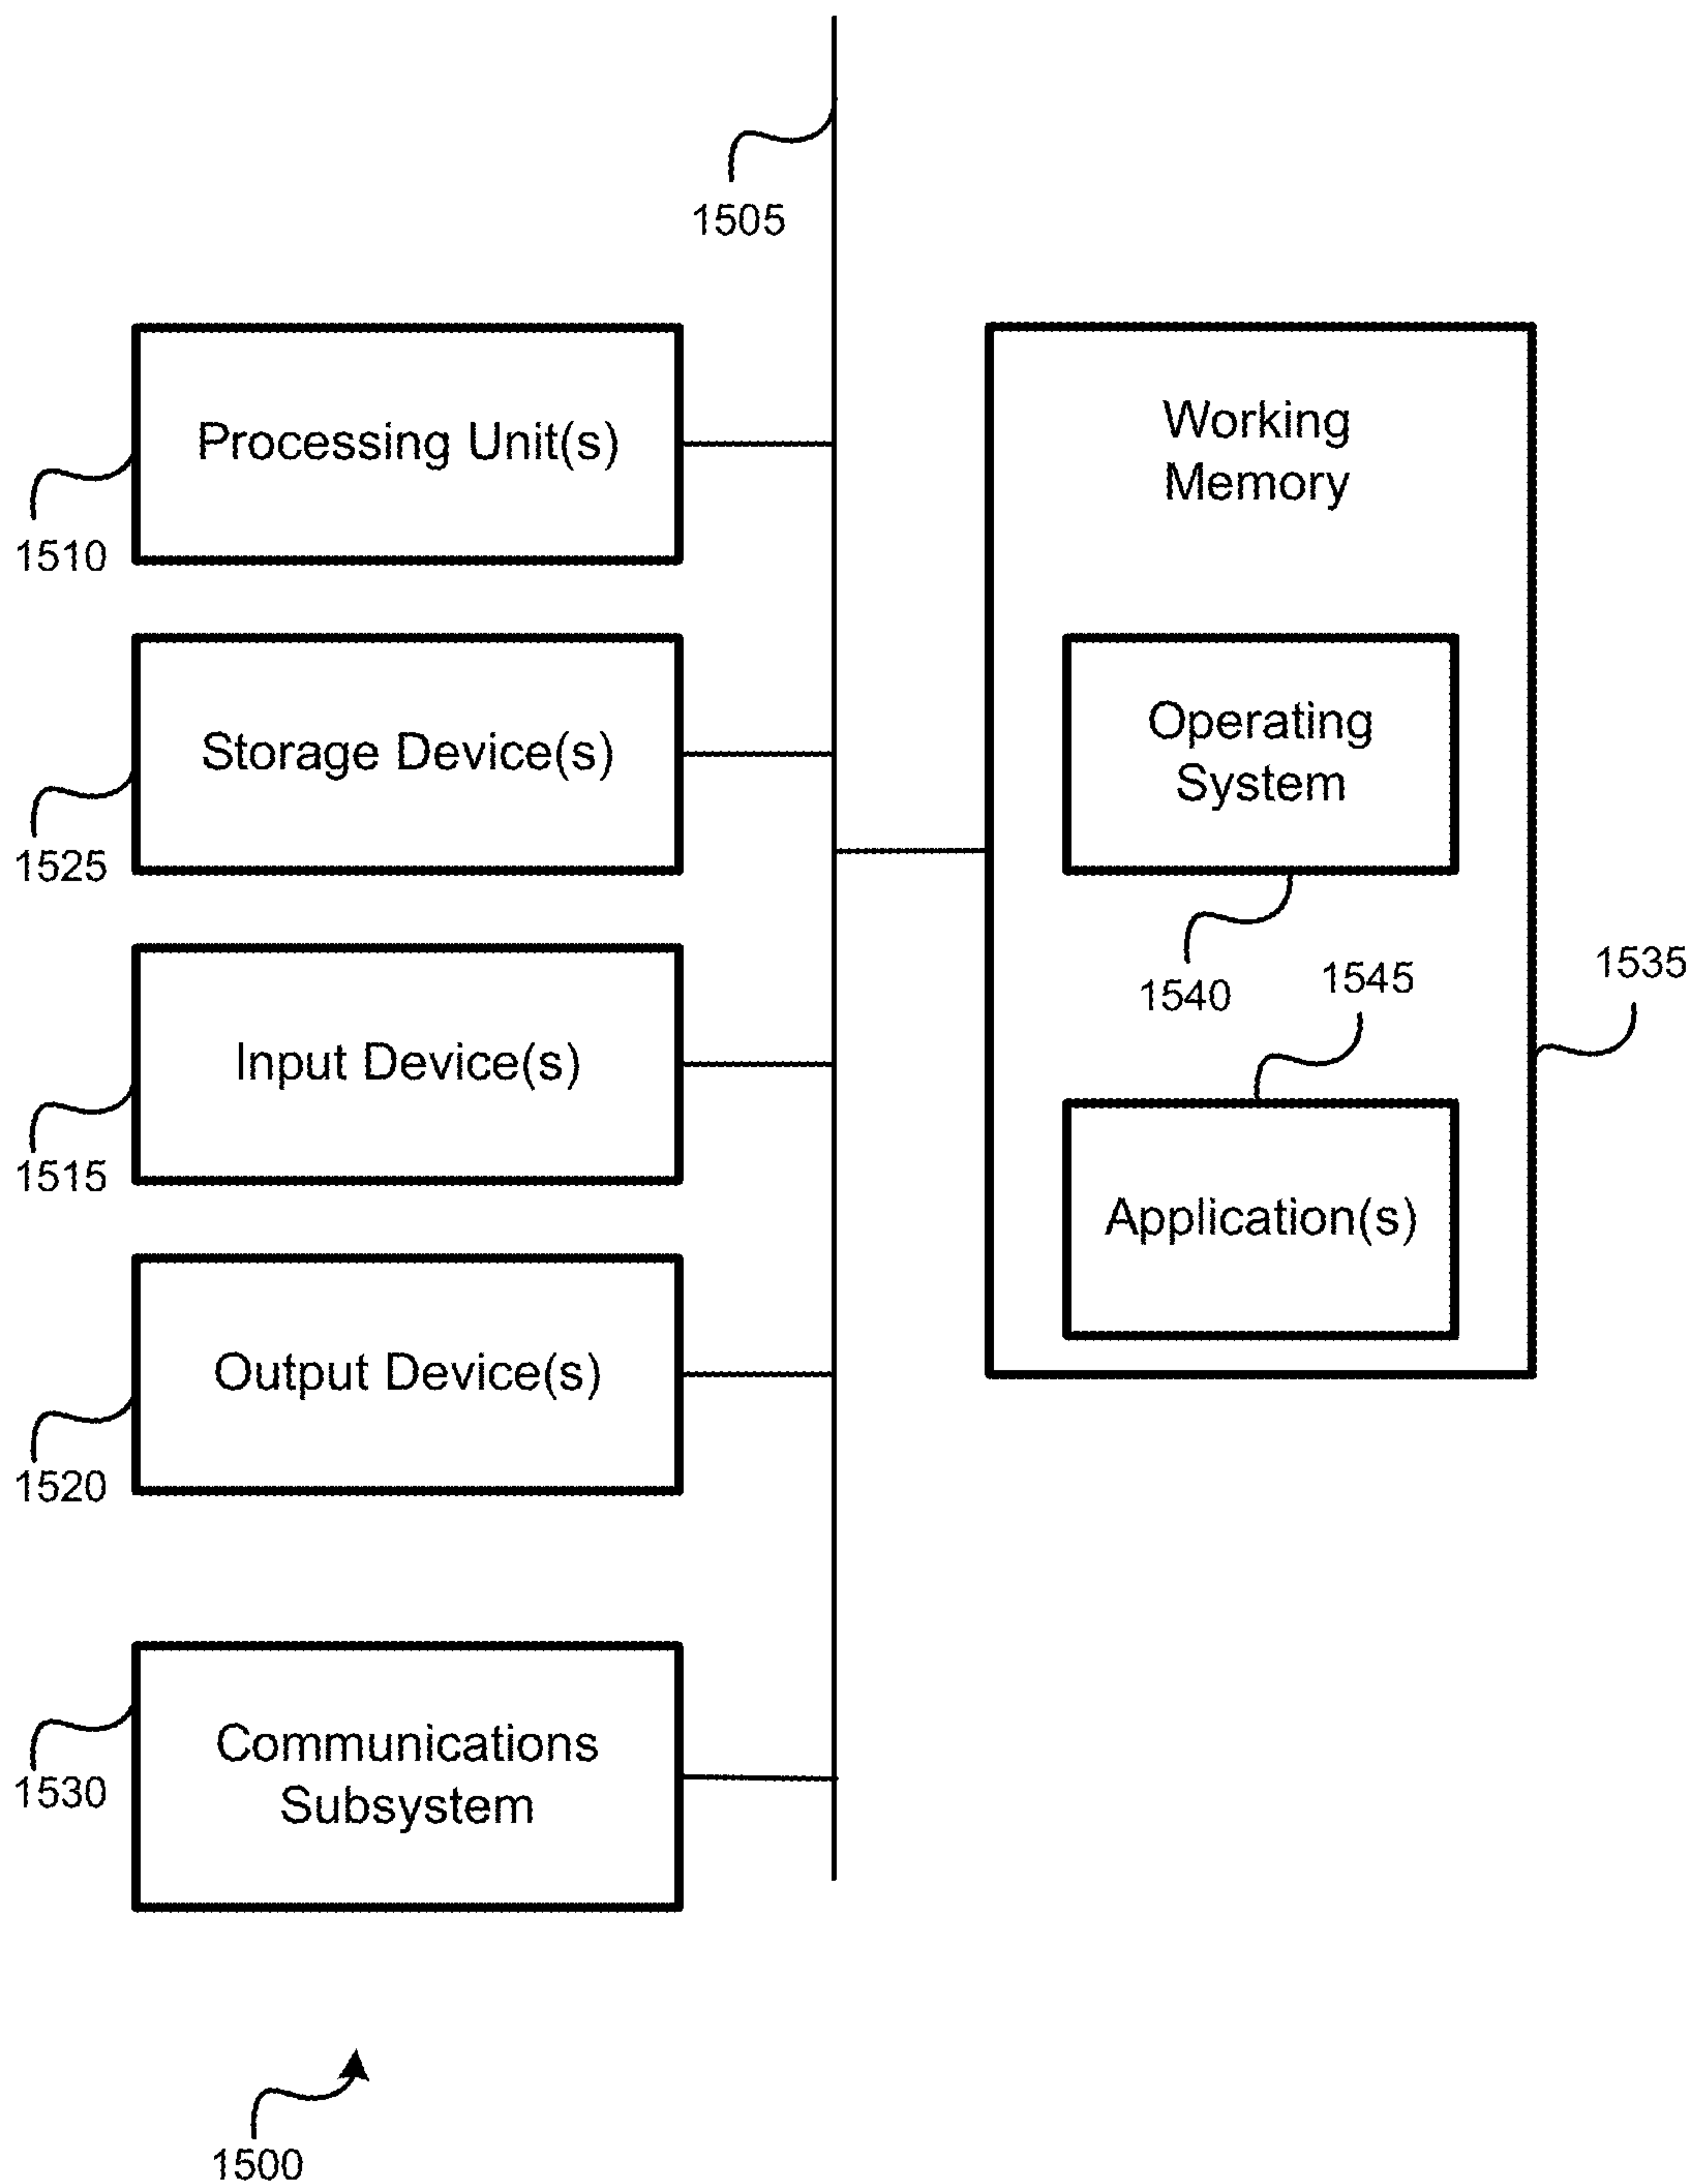 1505
Processing Unit(s)
1510
Storage Device(s)
1525
Input Device(s)
1515
Output Device(s)
1520
Communications
Subsystem
1530
Working
Memory
Operating
System
1540
1545
1535
Application(s)
1500